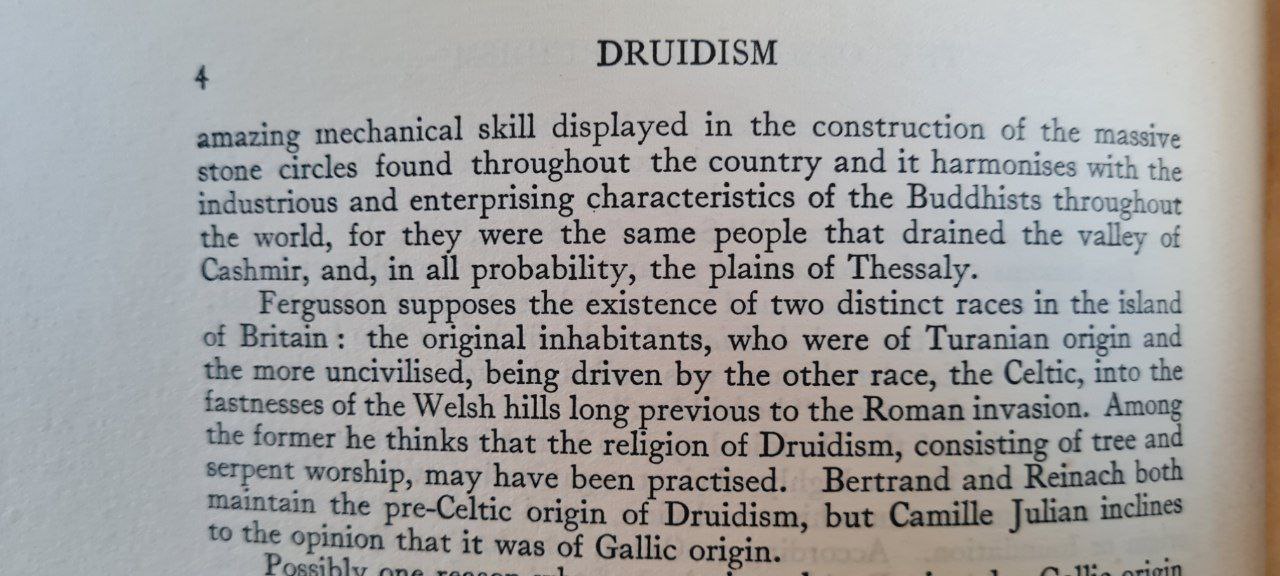 4
DRUIDISM
amazing mechanical skill displayed in the construction of the massive
stone circles found throughout the country and it harmonises with the
industrious and enterprising characteristics of the Buddhists throughout
the world, for they were the same people that drained the valley of
Cashmir, and, in all probability, the plains of Thessaly.
Fergusson supposes the existence of two distinct races in the island
of Britain : the original inhabitants, who were of Turanian origin and
the more uncivilised, being driven by the other race, the Celtic, into the
fastnesses of the Welsh hills long previous to the Roman invasion. Among
the former he thinks that the religion of Druidism, consisting of tree and
serpent worship, may have been practised. Bertrand and Reinach both
maintain the pre-Celtic origin of Druidism, but Camille Julian inclines
to the opinion that it was of Gallic origin.
Possibly one reason Gallic origin